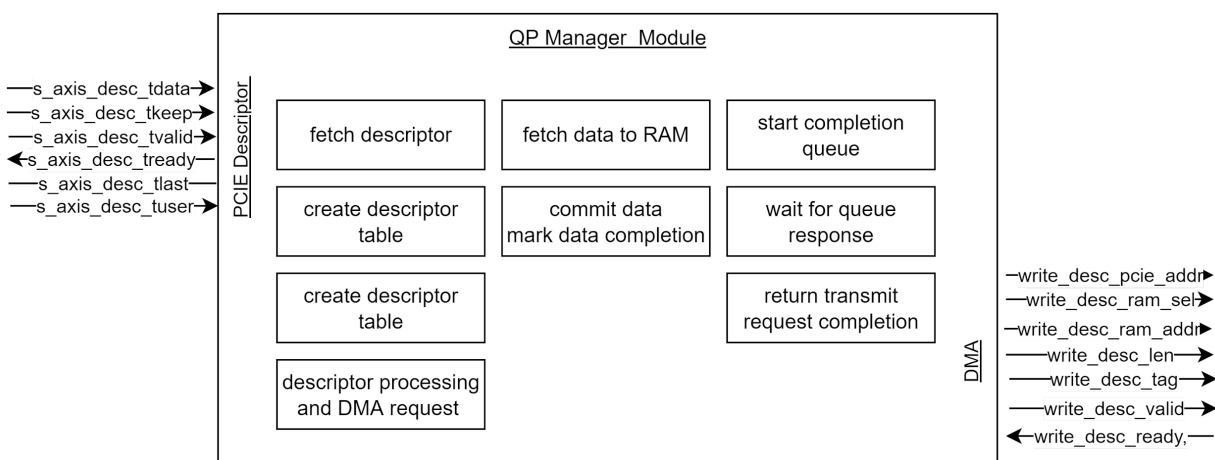 QP Manager Module
s_axis_desc_tdata
s_axis_desc_tkeep
s_axis_desc_tvalid
s_axis_desc_tready
s_axis_desc_tlast
s_axis_desc_tuser
PCIE Descriptor
fetch descriptor
create descriptor
table
create descriptor
table
descriptor processing
and DMA request
fetch data to RAM
commit data
mark data completion
start completion
queue
wait for queue
response
return transmit
request completion
DMA
write_desc_pcie_addr
write_desc_ram_sel
write_desc_ram_addr
write_desc_len
write_desc_tag
write_desc_valid
write_desc_ready,